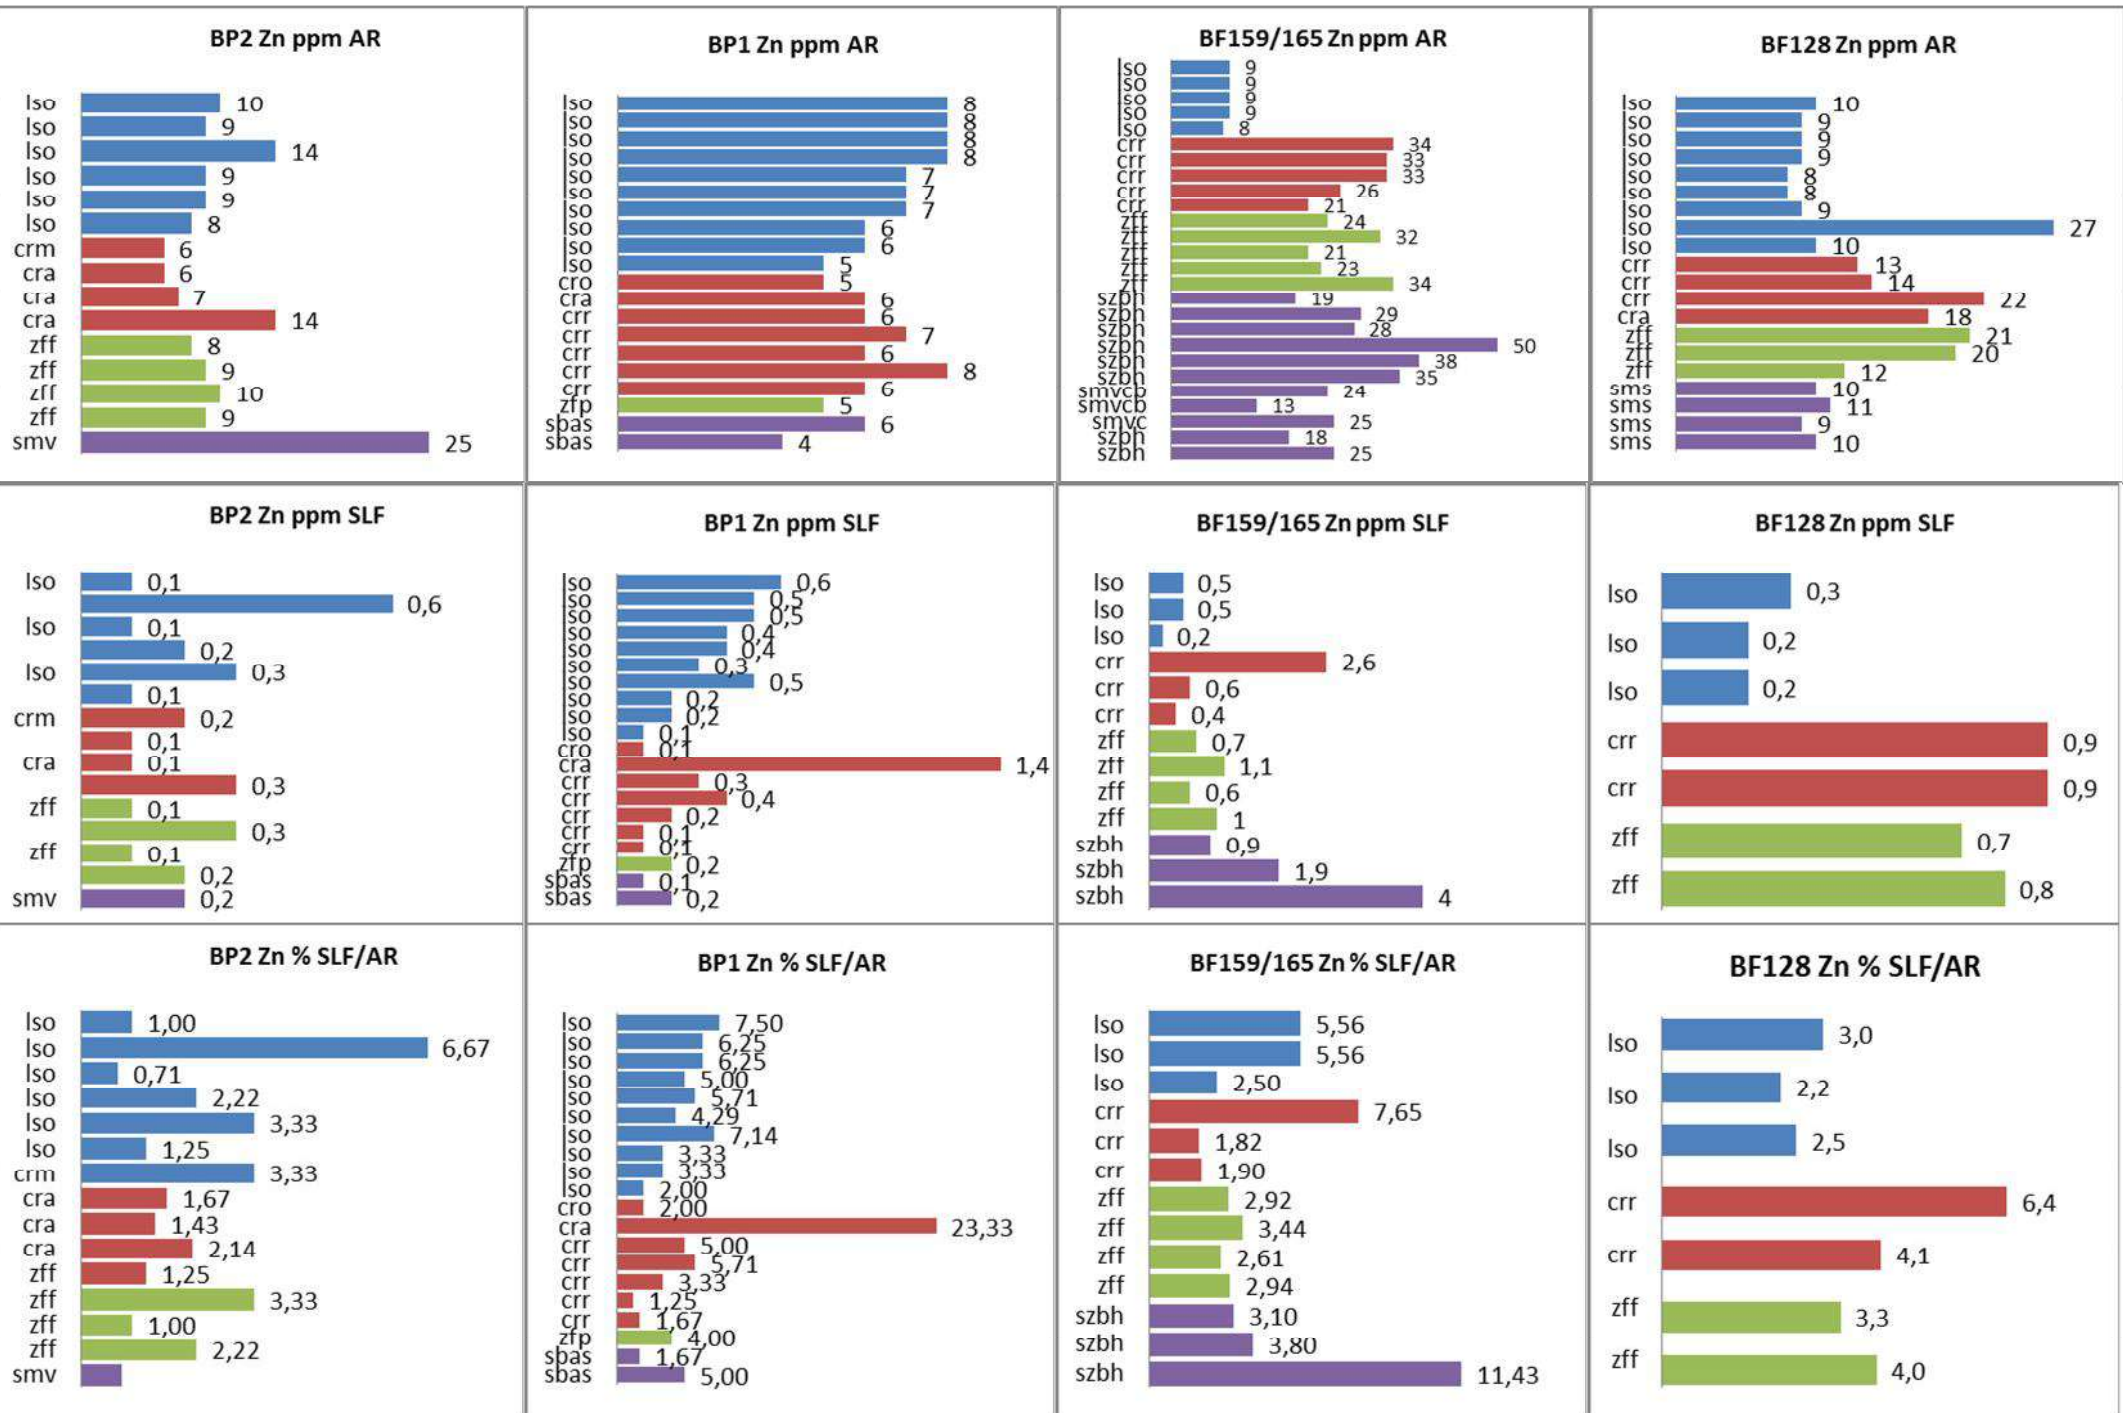 BP2 Zn ppm AR
lso 10
lso 9
lso 14
lso 9
lso 9
lso 8
crm 6
cra 6
cra 7
cra 14
zff 8
zff 9
zff 10
zff 9
smv 25
BP1 Zn ppm AR
lso 8
lso 8
lso 8
lso 8
lso 7
lso 7
lso 7
lso 6
lso 6
lso 5
cro 5
cra 6
crr 6
crr 7
crr 6
crr 8
crr 6
zfp 5
sbas 6
sbas 4
BF159/165 Zn ppm AR
lso 9
lso 9
lso 9
lso 9
lso 8
crr 34
crr 33
crr 33
crr 26
crr 21
zff 24
zff 32
zff 21
zff 23
zff 34
szbh 19
szbh 29
szbh 28
szbh 50
szbh 38
szbh 35
smvcb 24
smvcb 13
smvc 25
szbh 18
szbh 25
BF128 Zn ppm AR
lso 10
lso 9
lso 9
lso 9
lso 8
lso 8
lso 9
lso 27
lso 10
crr 13
crr 14
crr 22
cra 18
zff 21
zff 20
zff 12
sms 10
sms 11
sms 9
sms 10
BP2 Zn ppm SLF
lso 0,1
0,6
lso 0,1
0,2
lso 0,3
0,1
crm 0,2
0,1
cra 0,1
0,3
zff 0,1
0,3
zff 0,1
0,2
smv 0,2
BP1 Zn ppm SLF
lso 0,6
lso 0,5
lso 0,5
lso 0,4
lso 0,4
lso 0,3
lso 0,5
lso 0,2
lso 0,2
lso 0,1
cro 0,1
cra 1,4
crr 0,3
crr 0,4
crr 0,2
crr 0,1
crr 0,1
zfp 0,2
sbas 0,1
sbas 0,2
BF159/165 Zn ppm SLF
lso 0,5
lso 0,5
lso 0,2
crr 2,6
crr 0,6
crr 0,4
zff 0,7
zff 1,1
zff 0,6
zff 1
szbh 0,9
szbh 1,9
szbh 4
BF128 Zn ppm SLF
lso 0,3
lso 0,2
lso 0,2
crr 0,9
crr 0,9
zff 0,7
zff 0,8
BP2 Zn % SLF/AR
lso 1,00
lso 6,67
lso 0,71
lso 2,22
lso 3,33
lso 1,25
crm 3,33
cra 1,67
cra 1,43
cra 2,14
zff 1,25
zff 3,33
zff 1,00
zff 2,22
smv
BP1 Zn % SLF/AR
lso 7,50
lso 6,25
lso 6,25
lso 5,00
lso 5,71
lso 4,29
lso 7,14
lso 3,33
lso 3,33
lso 2,00
cro 2,00
cra 23,33
crr 5,00
crr 5,71
crr 3,33
crr 1,25
crr 1,67
zfp 4,00
sbas 1,67
sbas 5,00
BF159/165 Zn % SLF/AR
lso 5,56
lso 5,56
lso 2,50
crr 7,65
crr 1,82
crr 1,90
zff 2,92
zff 3,44
zff 2,61
zff 2,94
szbh 3,10
szbh 3,80
szbh 11,43
BF128 Zn % SLF/AR
lso 3,0
lso 2,2
lso 2,5
crr 6,4
crr 4,1
zff 3,3
zff 4,0